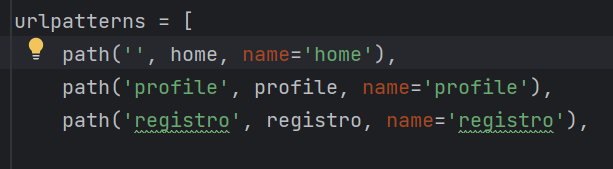 urlpatterns = [
    path('', home, name='home'),
    path('profile', profile, name='profile'),
    path('registro', registro, name='registro'),